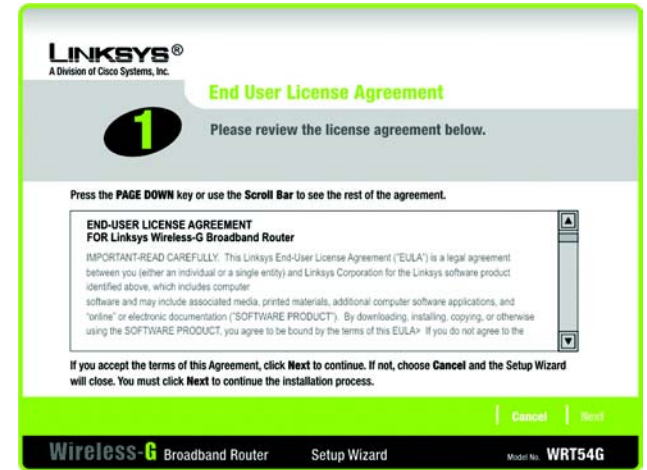 LINKSYS®
A Division of Cisco Systems, Inc.
End User License Agreement
1
Please review the license agreement below.
Press the PAGE DOWN key or use the Scroll Bar to see the rest of the agreement.
END-USER LICENSE AGREEMENT
FOR Linksys Wireless-G Broadband Router
IMPORTANT-READ CAREFULLY. This Linksys End-User License Agreement ("EULA") is a legal agreement
between you (either an individual or a single entity) and Linksys Corporation for the Linksys software product
identified above, which includes computer
software and may include associated media, printed materials, additional computer software applications, and
"online" or electronic documentation ("SOFTWARE PRODUCT"). By downloading, installing, copying, or otherwise
using the SOFTWARE PRODUCT, you agree to be bound by the terms of this EULA> If you do not agree to the
If you accept the terms of this Agreement, click Next to continue. If not, choose Cancel and the Setup Wizard
will close. You must click Next to continue the installation process.
Cancel Next
Wireless-G Broadband Router Setup Wizard Model No. WRT54G